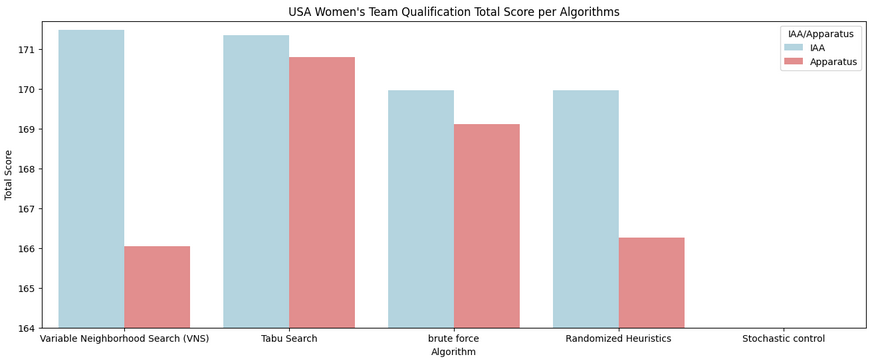 USA Women's Team Qualification Total Score per Algorithms
IAA/Apparatus
IAA
Apparatus
Total Score
171
170
169
168
167
166
165
164
Variable Neighborhood Search (VNS)
Tabu Search
brute force
Randomized Heuristics
Stochastic control
Algorithm